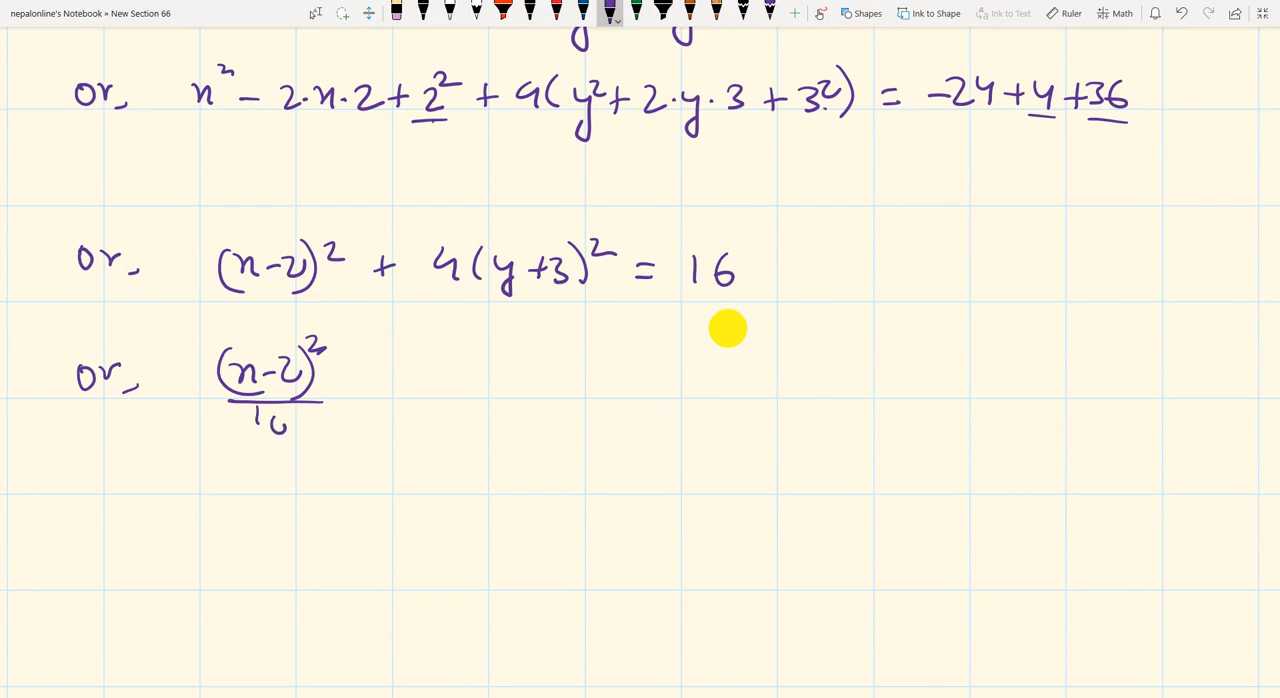 nepalonline's Notebook » New Section 66
Shapes Ink to Shape Ink to Text Ruler Math
y y
or, x² - 2·x·2 + 2² + 4(y² + 2·y·3 + 3²) = -24 + 4 + 36
or, (x-2)² + 4(y+3)² = 16
or, (x-2)²
16